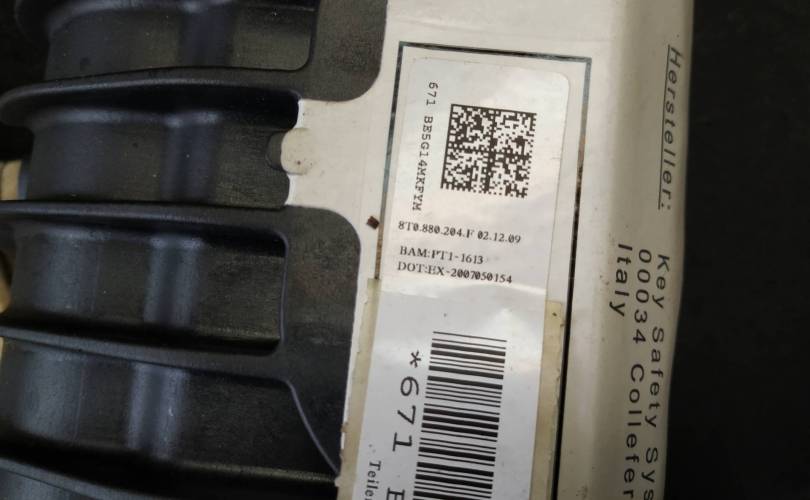 671 BE5G14MKFYM
8T0.880.204.F 02.12.09
BAM:PT1-1613
DOT:EX-2007050154
*671
Hersteller:
Key Safety Sys
00034 Collefer
Italy